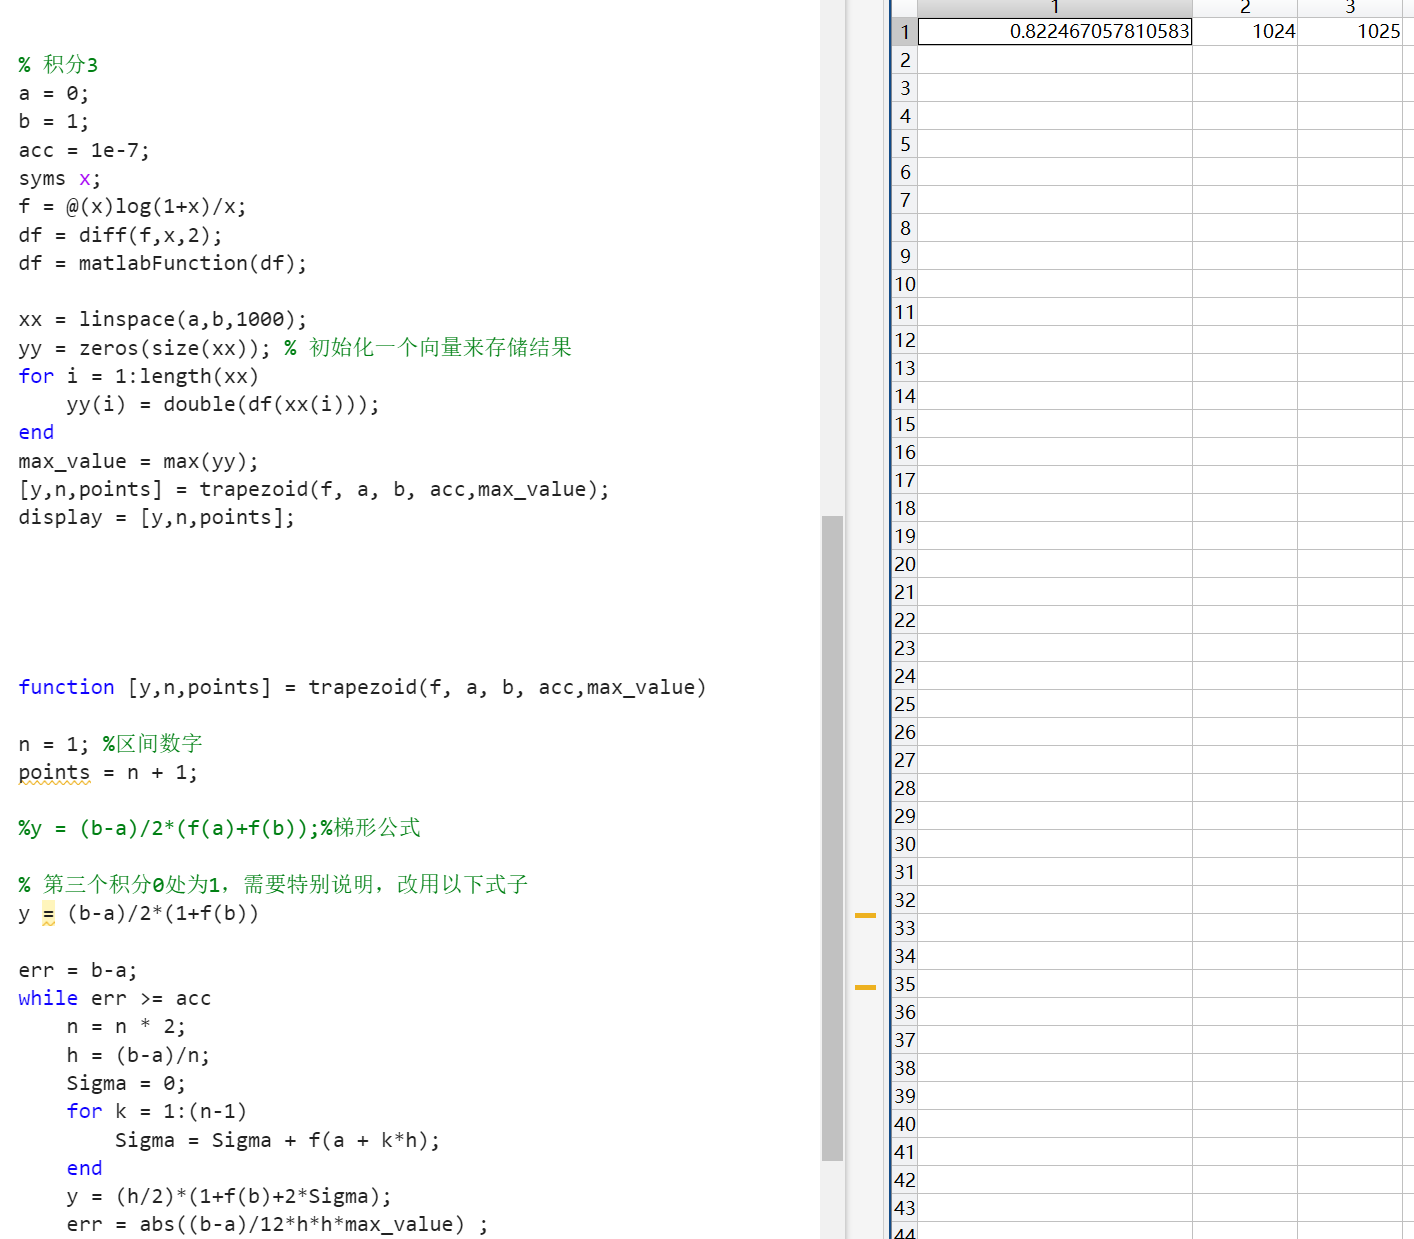 % 积分3
a = 0;
b = 1;
acc = 1e-7;
syms x;
f = @(x)log(1+x)/x;
df = diff(f,x,2);
df = matlabFunction(df);
xx = linspace(a,b,1000);
yy = zeros(size(xx)); % 初始化一个向量来存储结果
for i = 1:length(xx)
    yy(i) = double(df(xx(i)));
end
max_value = max(yy);
[y,n,points] = trapezoid(f, a, b, acc,max_value);
display = [y,n,points];
function [y,n,points] = trapezoid(f, a, b, acc,max_value)
n = 1; %区间数字
points = n + 1;
%y = (b-a)/2*(f(a)+f(b));%梯形公式
% 第三个积分0处为1，需要特别说明，改用以下式子
y = (b-a)/2*(1+f(b))
err = b-a;
while err >= acc
    n = n * 2;
    h = (b-a)/n;
    Sigma = 0;
    for k = 1:(n-1)
        Sigma = Sigma + f(a + k*h);
    end
    y = (h/2)*(1+f(b)+2*Sigma);
    err = abs((b-a)/12*h*h*max_value) ;
1 2 3
1 0.822467057810583 1024 1025
2
3
4
5
6
7
8
9
10
11
12
13
14
15
16
17
18
19
20
21
22
23
24
25
26
27
28
29
30
31
32
33
34
35
36
37
38
39
40
41
42
43
44